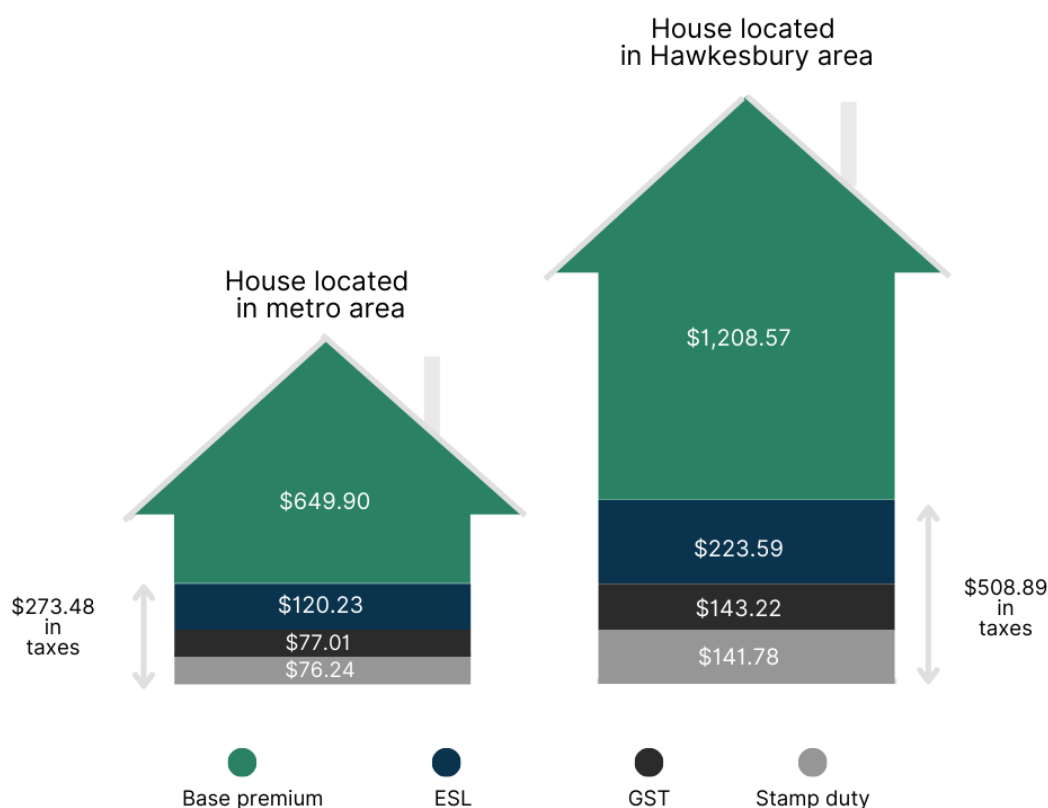 House located
in Hawkesbury area
House located
in metro area
$1,208.57
$649.90
$223.59
$120.23
$143.22
$77.01
$141.78
$76.24
$273.48
in
taxes
$508.89
in
taxes
Base premium
ESL
GST
Stamp duty